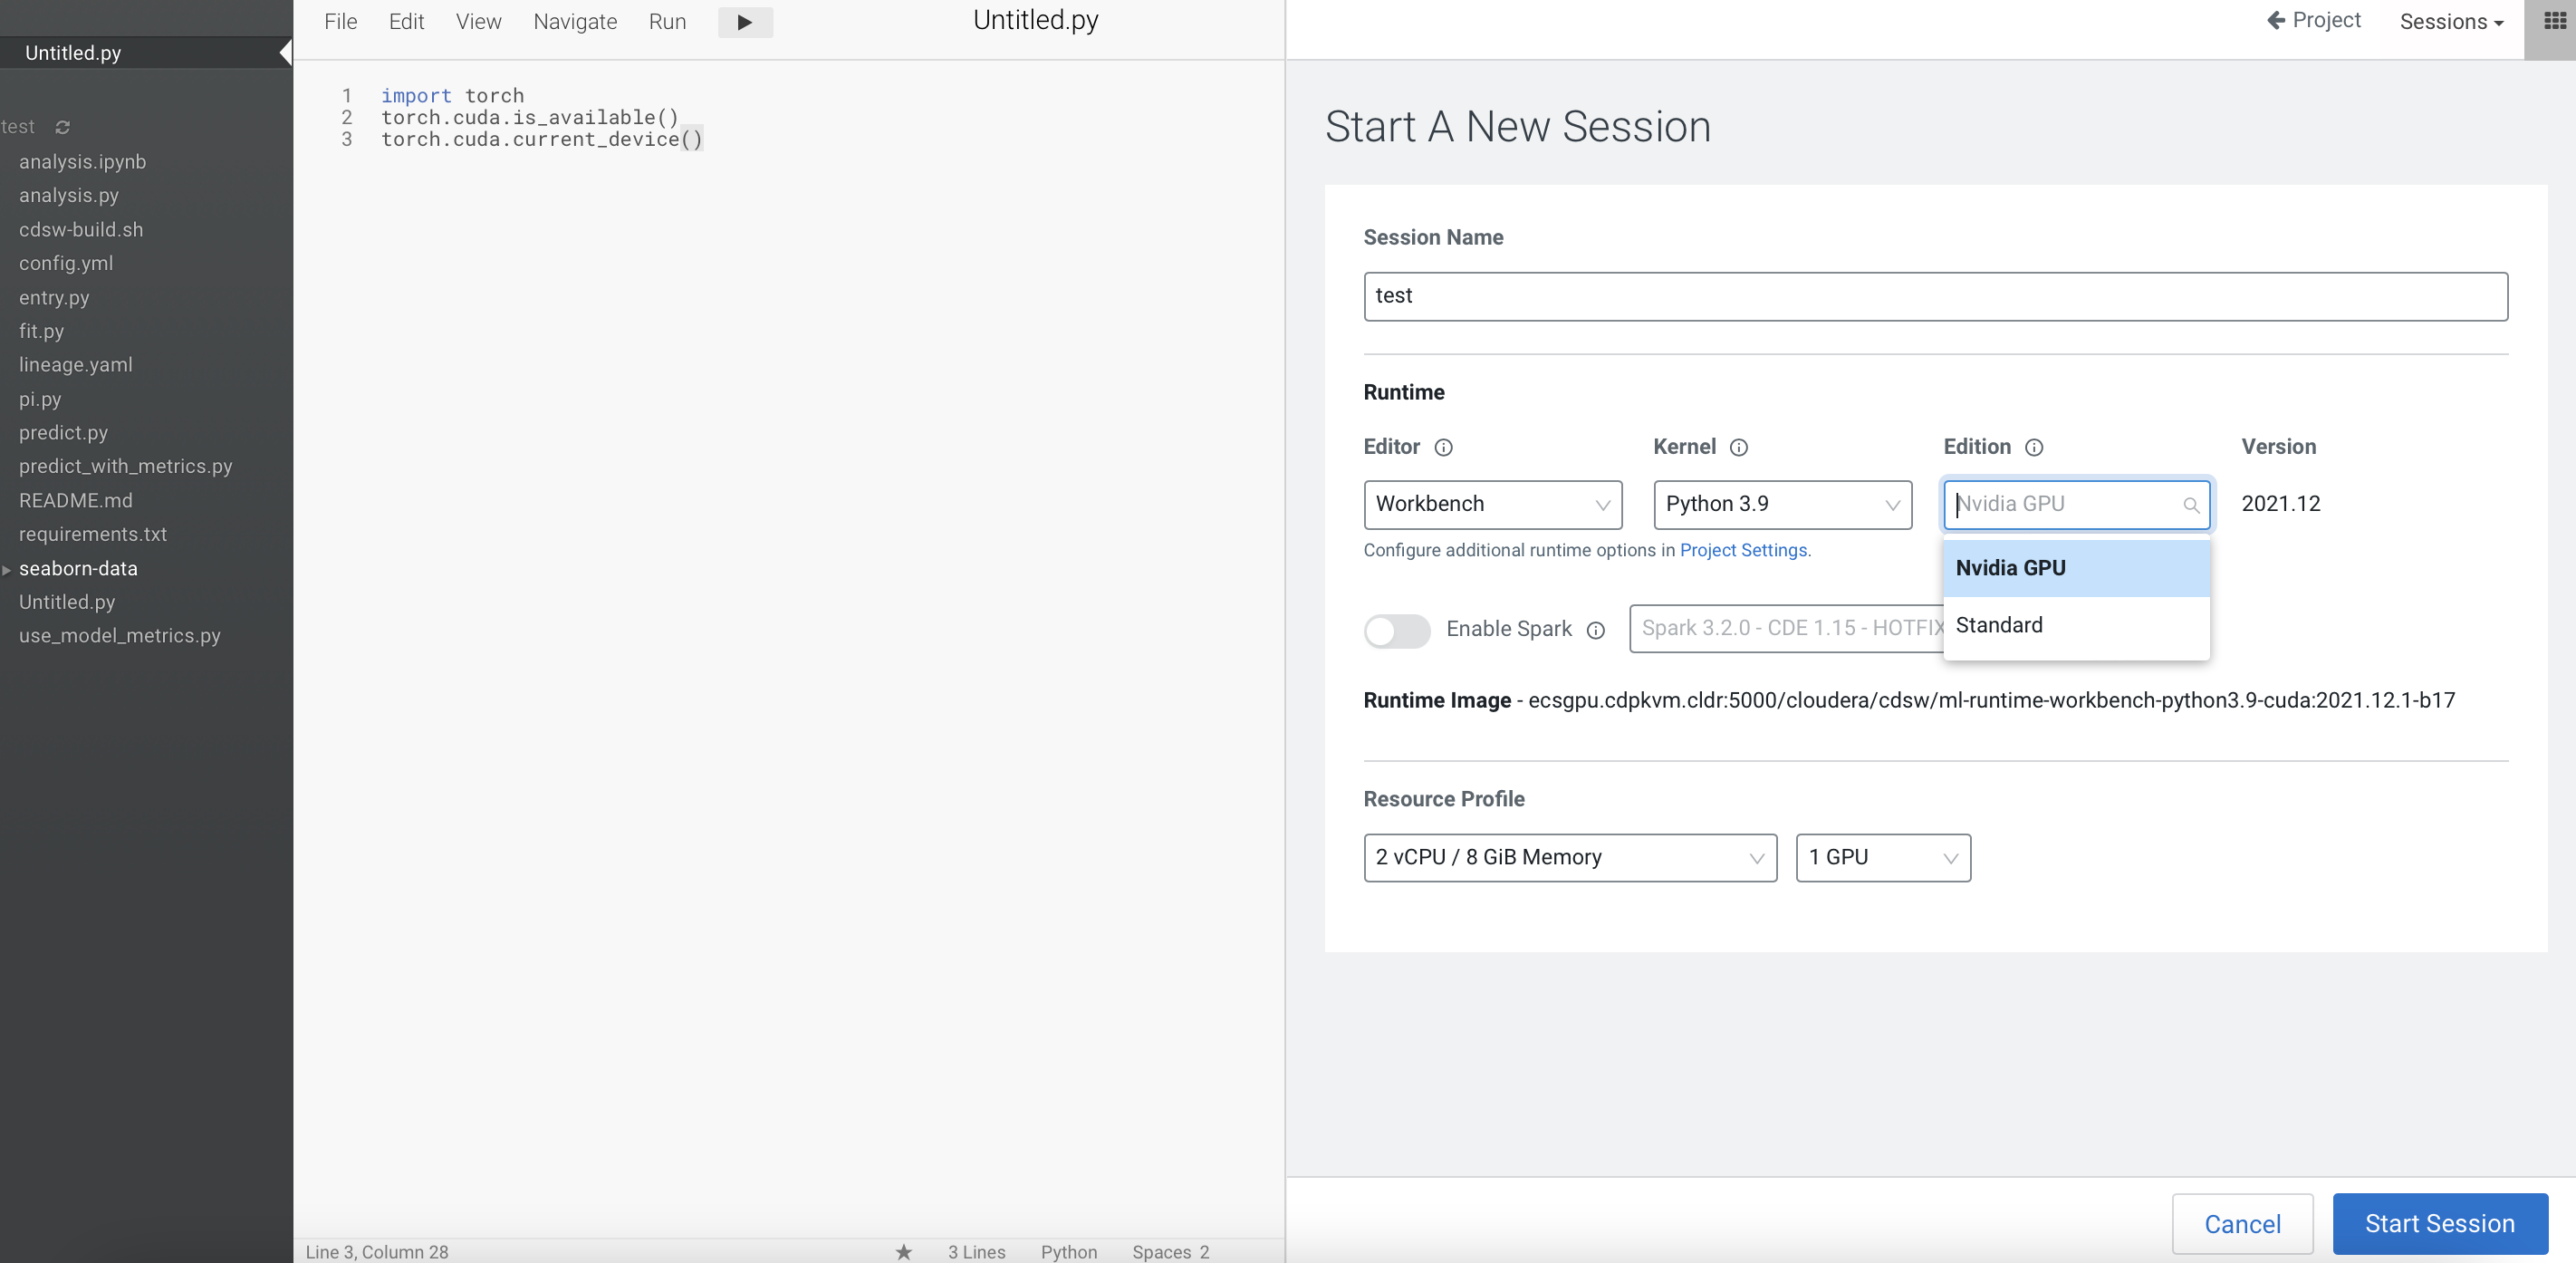 Untitled.py
test
analysis.ipynb
analysis.py
cdsw-build.sh
config.yml
entry.py
fit.py
lineage.yaml
pi.py
predict.py
predict_with_metrics.py
README.md
requirements.txt
seaborn-data
Untitled.py
use_model_metrics.py
File Edit View Navigate Run Untitled.py
1 import torch
2 torch.cuda.is_available()
3 torch.cuda.current_device()
Line 3, Column 28 ★ 3 Lines Python Spaces 2
Project Sessions
Start A New Session
Session Name
test
Runtime
Editor Kernel Edition Version
Workbench Python 3.9 Nvidia GPU 2021.12
Configure additional runtime options in Project Settings.
Nvidia GPU
Standard
Enable Spark Spark 3.2.0 - CDE 1.15 - HOTFIX
Runtime Image - ecsgpu.cdpkvm.cldr:5000/cloudera/cdsw/ml-runtime-workbench-python3.9-cuda:2021.12.1-b17
Resource Profile
2 vCPU / 8 GiB Memory 1 GPU
Cancel Start Session